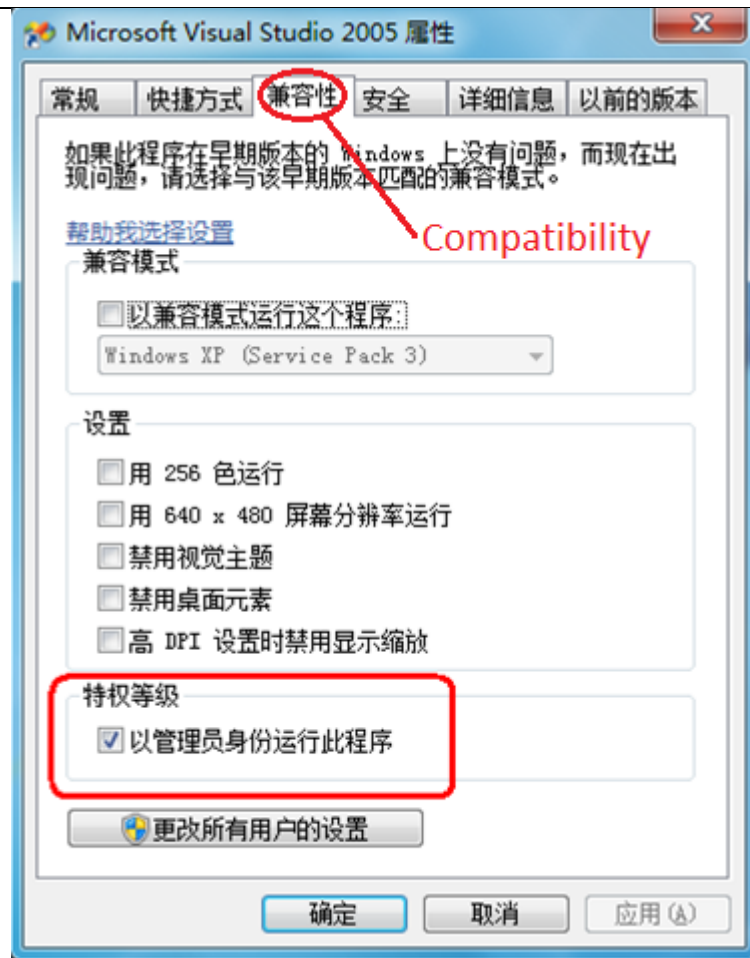 Microsoft Visual Studio 2005 属性
常规 快捷方式 兼容性 安全 详细信息 以前的版本
如果此程序在早期版本的 Windows 上没有问题，而现在出
现问题，请选择与该早期版本匹配的兼容模式。
帮助我选择设置
Compatibility
兼容模式
以兼容模式运行这个程序:
Windows XP (Service Pack 3)
设置
用 256 色运行
用 640 x 480 屏幕分辨率运行
禁用视觉主题
禁用桌面元素
高 DPI 设置时禁用显示缩放
特权等级
以管理员身份运行此程序
更改所有用户的设置
确定 取消 应用(A)